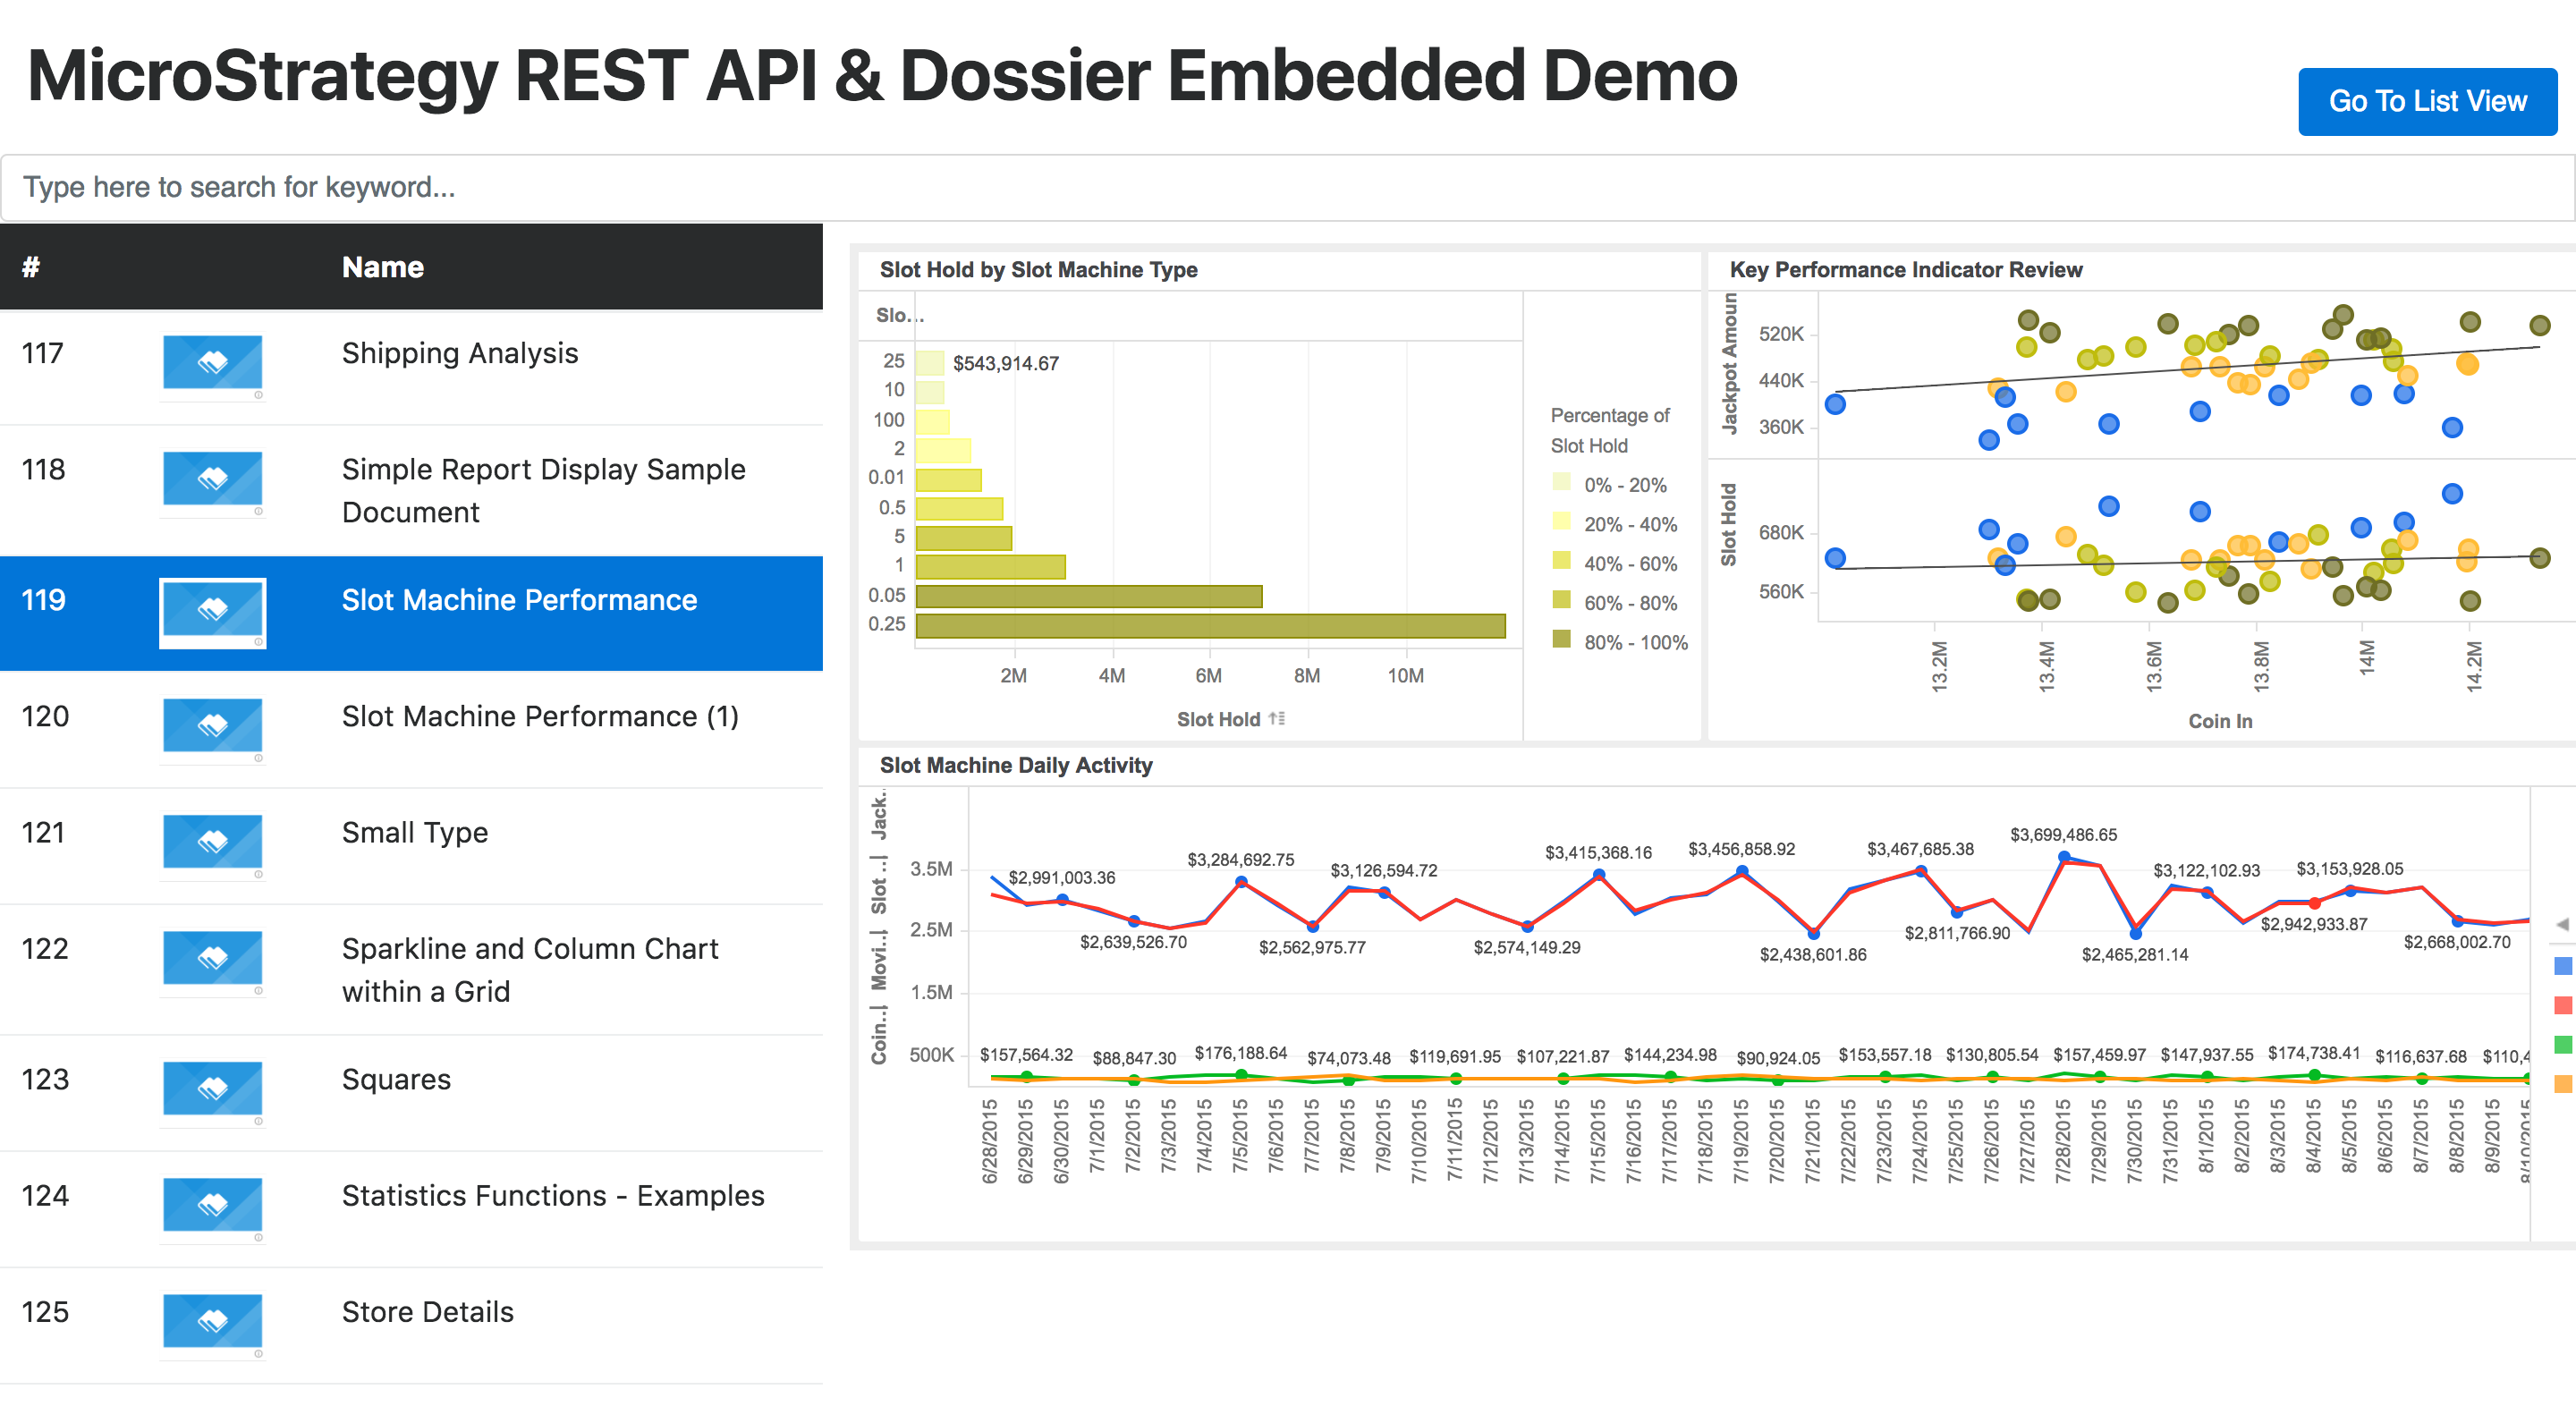 MicroStrategy REST API & Dossier Embedded Demo
Go To List View
Type here to search for keyword...
# Name
117 Shipping Analysis
118 Simple Report Display Sample
Document
119 Slot Machine Performance
120 Slot Machine Performance (1)
121 Small Type
122 Sparkline and Column Chart
within a Grid
123 Squares
124 Statistics Functions - Examples
125 Store Details
Slot Hold by Slot Machine Type
Slo...
25 $543,914.67
10
100
2
0.01
0.5
5
1
0.05
0.25
2M 4M 6M 8M 10M
Slot Hold
Percentage of
Slot Hold
0% - 20%
20% - 40%
40% - 60%
60% - 80%
80% - 100%
Key Performance Indicator Review
Jackpot Amoun
520K
440K
360K
Slot Hold
680K
560K
13.2M 13.4M 13.6M 13.8M 14M 14.2M
Coin In
Slot Machine Daily Activity
Jack..
Slot ..
Movi..
Coin..
3.5M
2.5M
1.5M
500K
$2,991,003.36 $2,639,526.70 $3,284,692.75 $2,562,975.77 $3,126,594.72 $2,574,149.29 $3,415,368.16 $3,456,858.92 $2,438,601.86 $3,467,685.38 $2,811,766.90 $3,699,486.65 $2,465,281.14 $3,122,102.93 $2,942,933.87 $3,153,928.05 $2,668,002.70
$157,564.32 $88,847.30 $176,188.64 $74,073.48 $119,691.95 $107,221.87 $144,234.98 $90,924.05 $153,557.18 $130,805.54 $157,459.97 $147,937.55 $174,738.41 $116,637.68 $110,4
6/28/2015 6/29/2015 6/30/2015 7/1/2015 7/2/2015 7/3/2015 7/4/2015 7/5/2015 7/6/2015 7/7/2015 7/8/2015 7/9/2015 7/10/2015 7/11/2015 7/12/2015 7/13/2015 7/14/2015 7/15/2015 7/16/2015 7/17/2015 7/18/2015 7/19/2015 7/20/2015 7/21/2015 7/22/2015 7/23/2015 7/24/2015 7/25/2015 7/26/2015 7/27/2015 7/28/2015 7/29/2015 7/30/2015 7/31/2015 8/1/2015 8/2/2015 8/3/2015 8/4/2015 8/5/2015 8/6/2015 8/7/2015 8/8/2015 8/9/2015